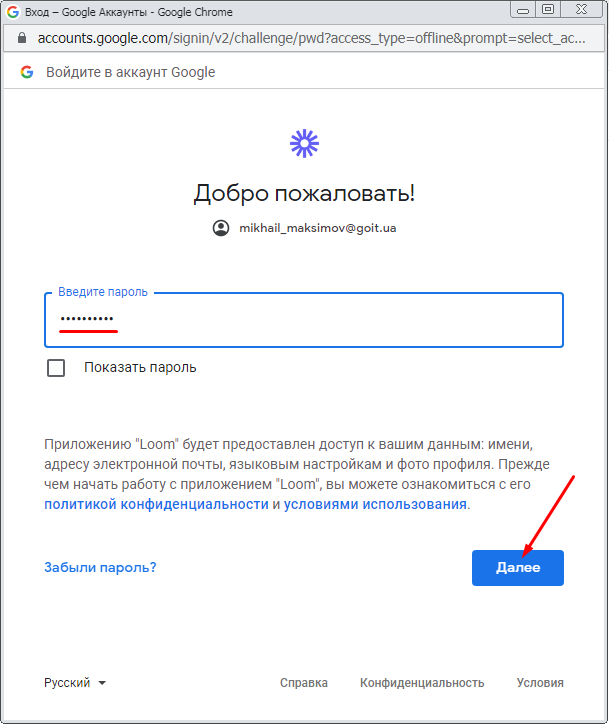 Вход – Google Аккаунты - Google Chrome
accounts.google.com/signin/v2/challenge/pwd?access_type=offline&prompt=select_ac...
Войдите в аккаунт Google
Добро пожаловать!
mikhail_maksimov@goit.ua
Введите пароль
••••••••••
Показать пароль
Приложению "Loom" будет предоставлен доступ к вашим данным: имени,
адресу электронной почты, языковым настройкам и фото профиля. Прежде
чем начать работу с приложением "Loom", вы можете ознакомиться с его
политикой конфиденциальности и условиями использования.
Забыли пароль? Далее
Русский Справка Конфиденциальность Условия